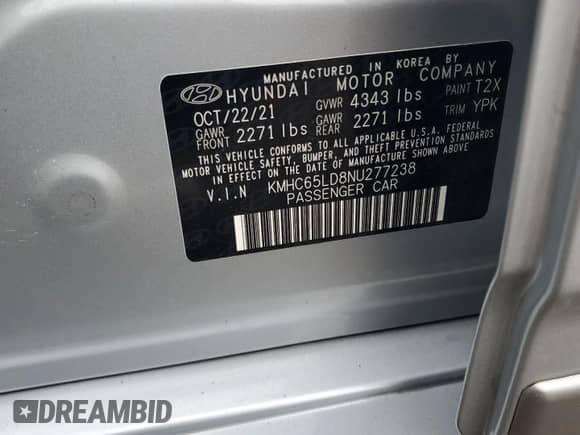 MANUFACTURED IN KOREA BY
HYUNDAI MOTOR COMPANY
OCT/22/21 GVWR 4343 lbs PAINT T2X
GAWR FRONT 2271 lbs GAWR REAR 2271 lbs TRIM YPK
THIS VEHICLE CONFORMS TO ALL APPLICABLE U.S.A. FEDERAL
MOTOR VEHICLE SAFETY, BUMPER, AND THEFT PREVENTION STANDARDS
IN EFFECT ON THE DATE OF MANUFACTURE SHOWN ABOVE.
V.I.N KMHC65LD8NU277238
PASSENGER CAR
DREAMBID